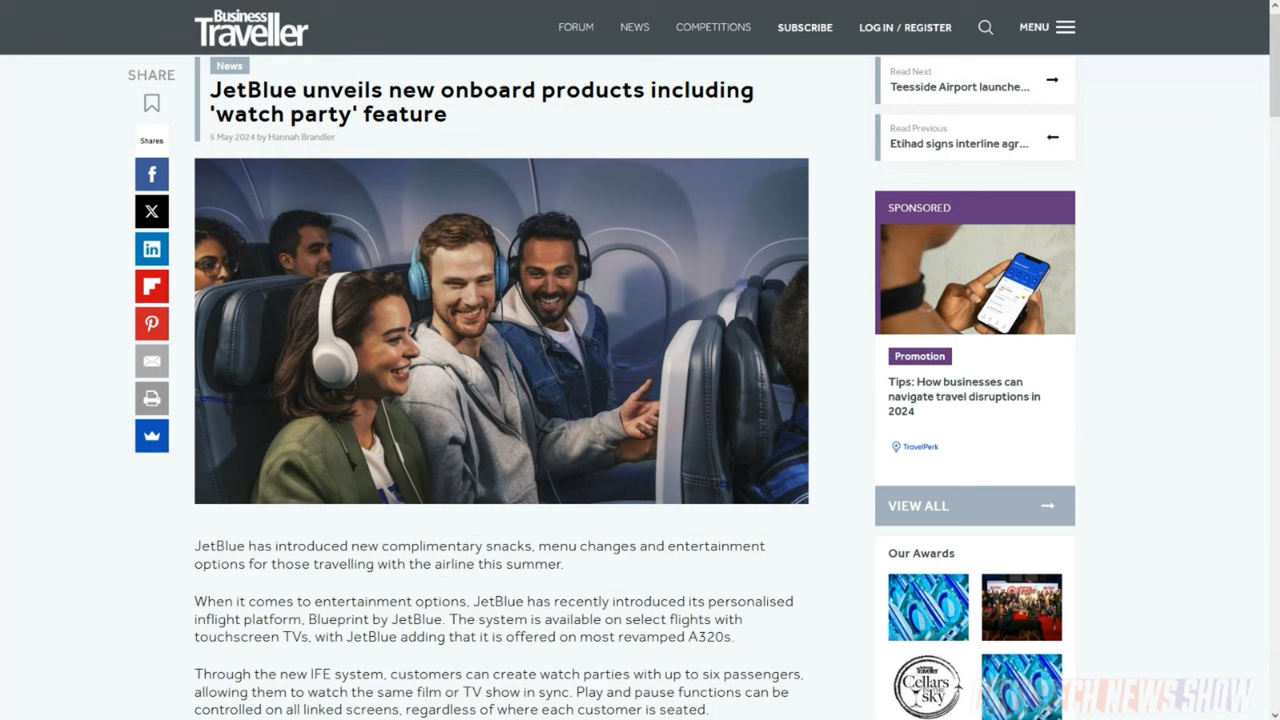 Business
Traveller
FORUM
NEWS
COMPETITIONS
SUBSCRIBE
LOG IN / REGISTER
MENU
SHARE
Shares
News
JetBlue unveils new onboard products including
'watch party' feature
5 May 2024 by Hannah Brandler
JetBlue has introduced new complimentary snacks, menu changes and entertainment
options for those travelling with the airline this summer.
When it comes to entertainment options, JetBlue has recently introduced its personalised
inflight platform, Blueprint by JetBlue. The system is available on select flights with
touchscreen TVs, with JetBlue adding that it is offered on most revamped A320s.
Through the new IFE system, customers can create watch parties with up to six passengers,
allowing them to watch the same film or TV show in sync. Play and pause functions can be
controlled on all linked screens, regardless of where each customer is seated.
Read Next
Teesside Airport launche...
Read Previous
Etihad signs interline agr...
SPONSORED
Promotion
Tips: How businesses can
navigate travel disruptions in
2024
TravelPerk
VIEW ALL
Our Awards
Cellars
SKY
TECH NEWS SHOW